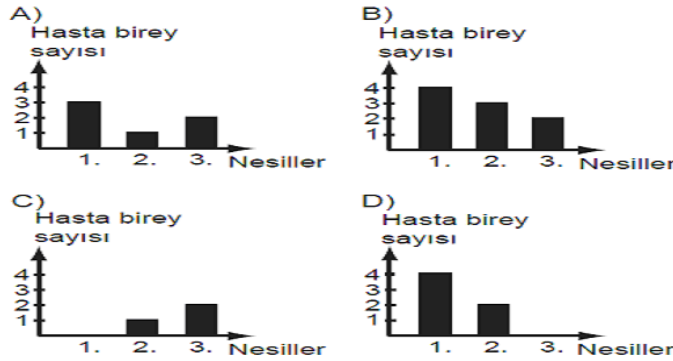 A)
Hasta birey
sayısı
4
3
2
1
1. 2. 3. Nesiller
B)
Hasta birey
sayısı
4
3
2
1
1. 2. 3. Nesiller
C)
Hasta birey
sayısı
4
3
2
1
1. 2. 3. Nesiller
D)
Hasta birey
sayısı
4
3
2
1
1. 2. 3. Nesiller